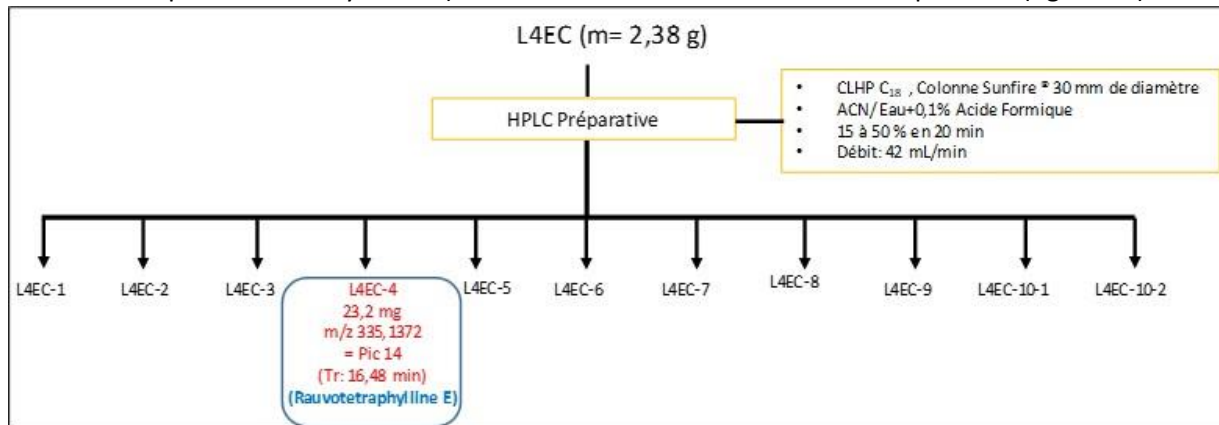 L4EC (m= 2,38 g)
HPLC Préparative
• CLHP C₁₈ , Colonne Sunfire ® 30 mm de diamètre
• ACN/Eau+0,1% Acide Formique
• 15 à 50 % en 20 min
• Débit: 42 mL/min
L4EC-1
L4EC-2
L4EC-3
L4EC-4
23,2 mg
m/z 335,1372
= Pic 14
(Tr: 16,48 min)
(Rauvotetraphylline E)
L4EC-5
L4EC-6
L4EC-7
L4EC-8
L4EC-9
L4EC-10-1
L4EC-10-2